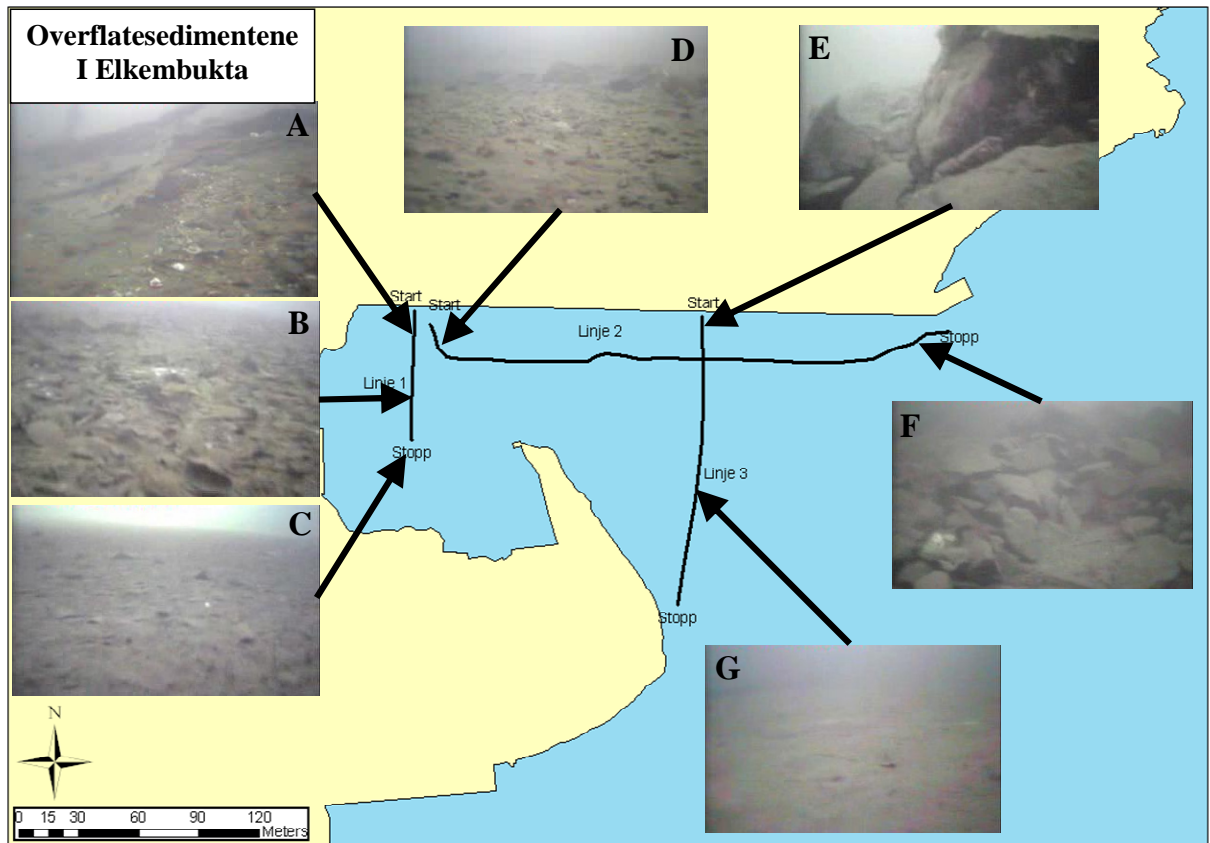 Overflatesedimentene
I Elkembukta
A
B
C
D
E
F
G
Start
Start
Start
Linje 1
Linje 2
Linje 3
Stopp
Stopp
Stopp
N
0 15 30 60 90 120
Meters